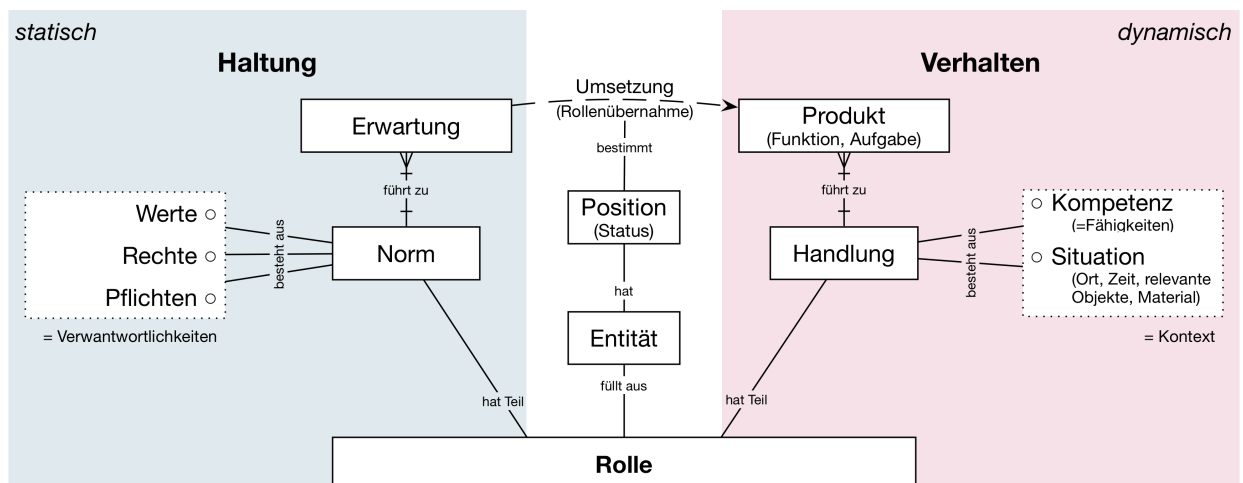 statisch
dynamisch
Haltung
Verhalten
Umsetzung
(Rollenübernahme)
Erwartung
Produkt
(Funktion, Aufgabe)
bestimmt
führt zu
führt zu
Werte
Rechte
Pflichten
besteht aus
= Verwantwortlichkeiten
Norm
Position
(Status)
Handlung
besteht aus
Kompetenz
(=Fähigkeiten)
Situation
(Ort, Zeit, relevante
Objekte, Material)
= Kontext
hat
Entität
füllt aus
hat Teil
hat Teil
Rolle